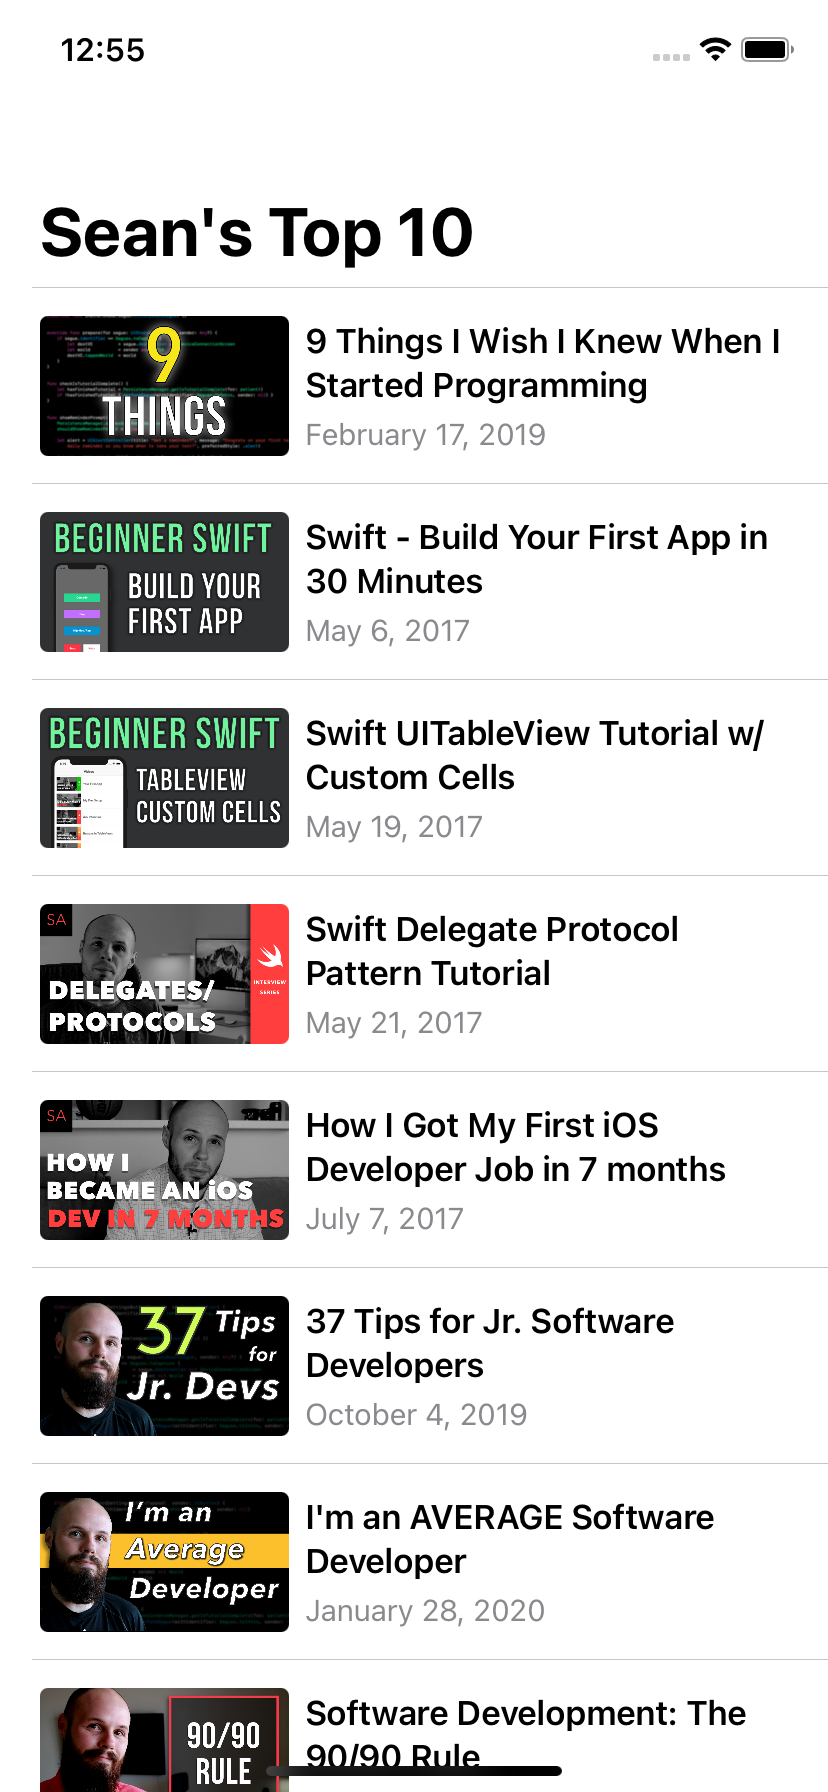 12:55
Sean's Top 10
9
THINGS
9 Things I Wish I Knew When I
Started Programming
February 17, 2019
BEGINNER SWIFT
BUILD YOUR
FIRST APP
Swift - Build Your First App in
30 Minutes
May 6, 2017
BEGINNER SWIFT
TABLEVIEW
CUSTOM CELLS
Swift UITableView Tutorial w/
Custom Cells
May 19, 2017
SA
DELEGATES/
PROTOCOLS
INTERVIEW
SERIES
Swift Delegate Protocol
Pattern Tutorial
May 21, 2017
SA
HOW I
BECAME AN iOS
DEV IN 7 MONTHS
How I Got My First iOS
Developer Job in 7 months
July 7, 2017
37 Tips
for
Jr. Devs
37 Tips for Jr. Software
Developers
October 4, 2019
I'm an
Average
Developer
I'm an AVERAGE Software
Developer
January 28, 2020
90/90
RULE
Software Development: The
90/90 Rule